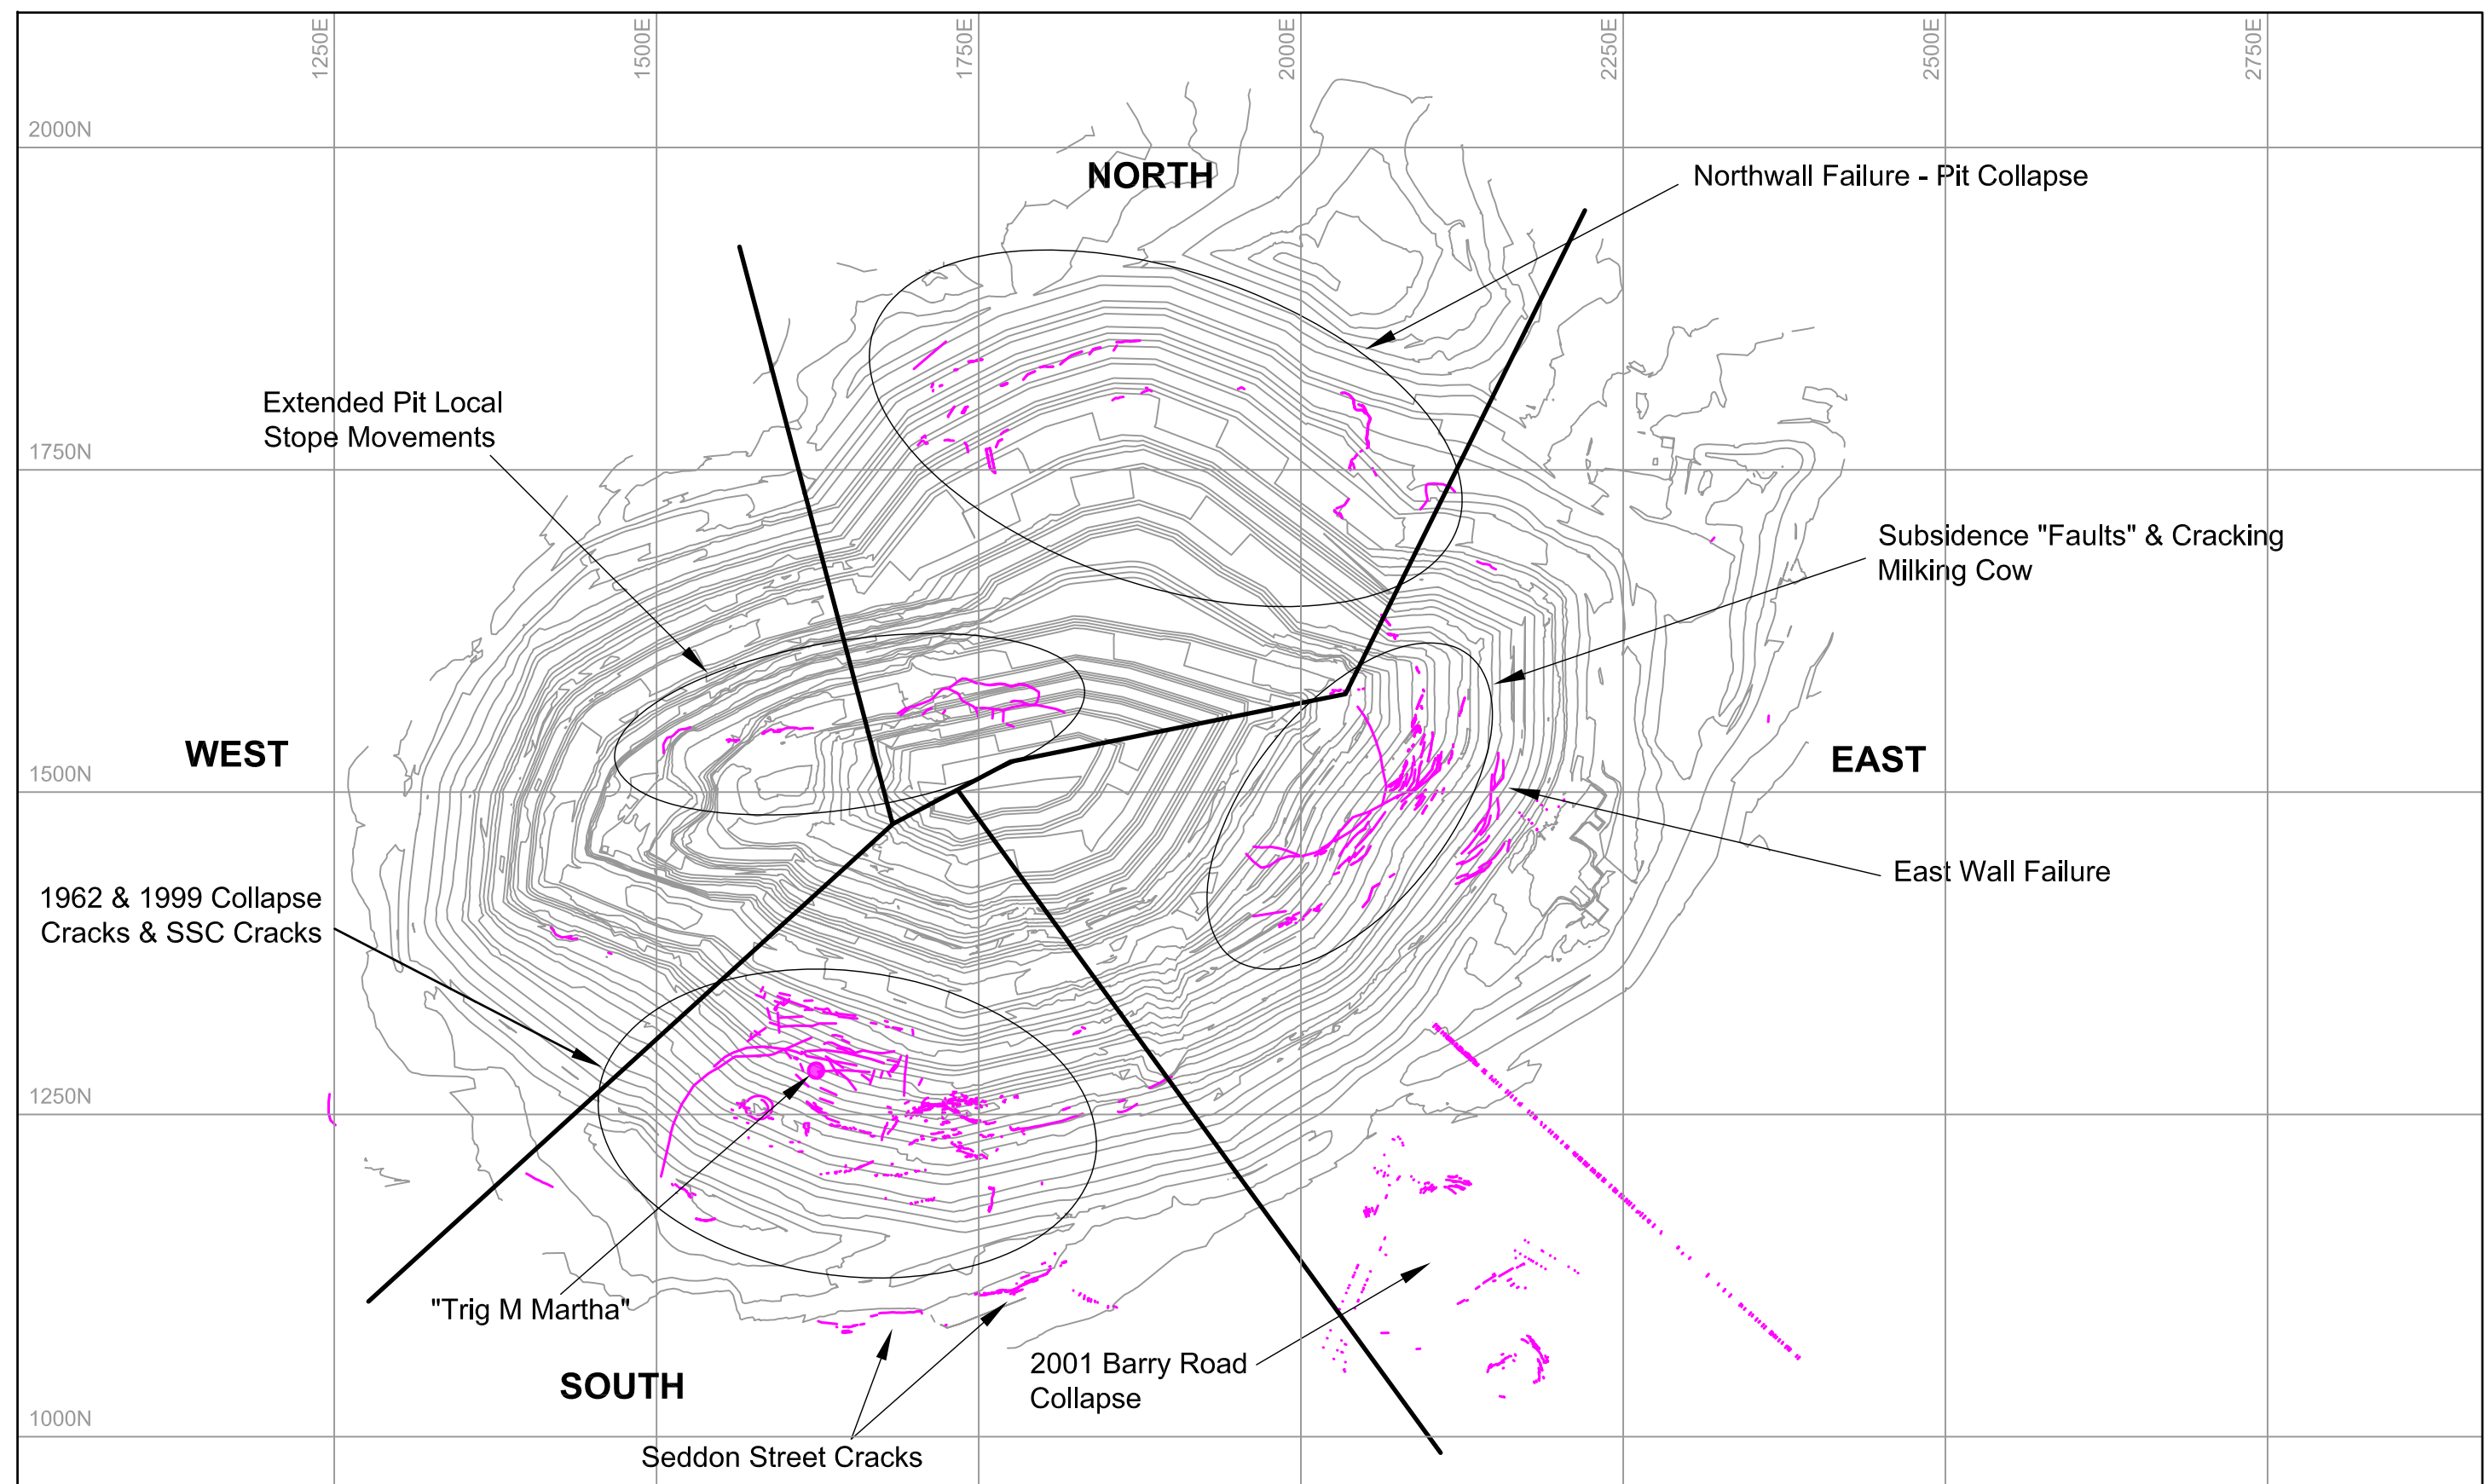 1250E
1500E
1750E
2000E
2250E
2500E
2750E
2000N
NORTH
Northwall Failure - Pit Collapse
Extended Pit Local
Stope Movements
1750N
Subsidence "Faults" & Cracking
Milking Cow
WEST
EAST
1500N
East Wall Failure
1962 & 1999 Collapse
Cracks & SSC Cracks
1250N
"Trig M Martha"
2001 Barry Road
Collapse
SOUTH
1000N
Seddon Street Cracks